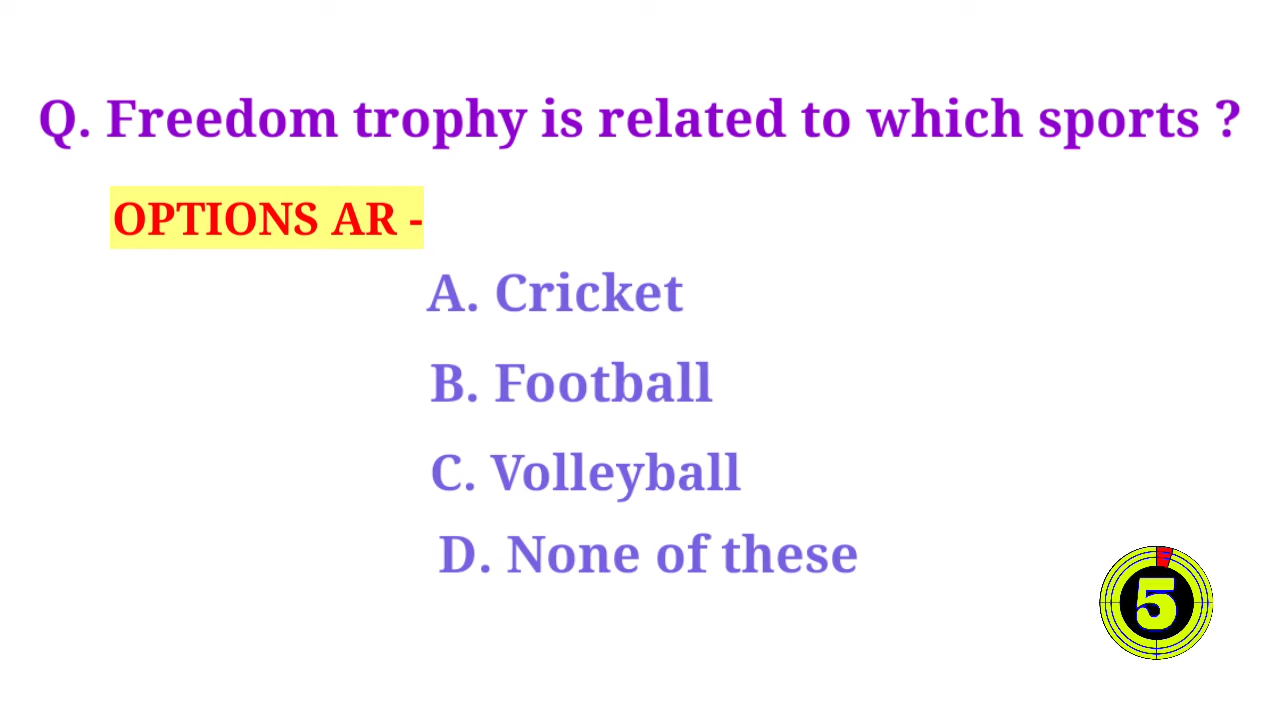 Q. Freedom trophy is related to which sports ?
OPTIONS AR -
A. Cricket
B. Football
C. Volleyball
D. None of these
5